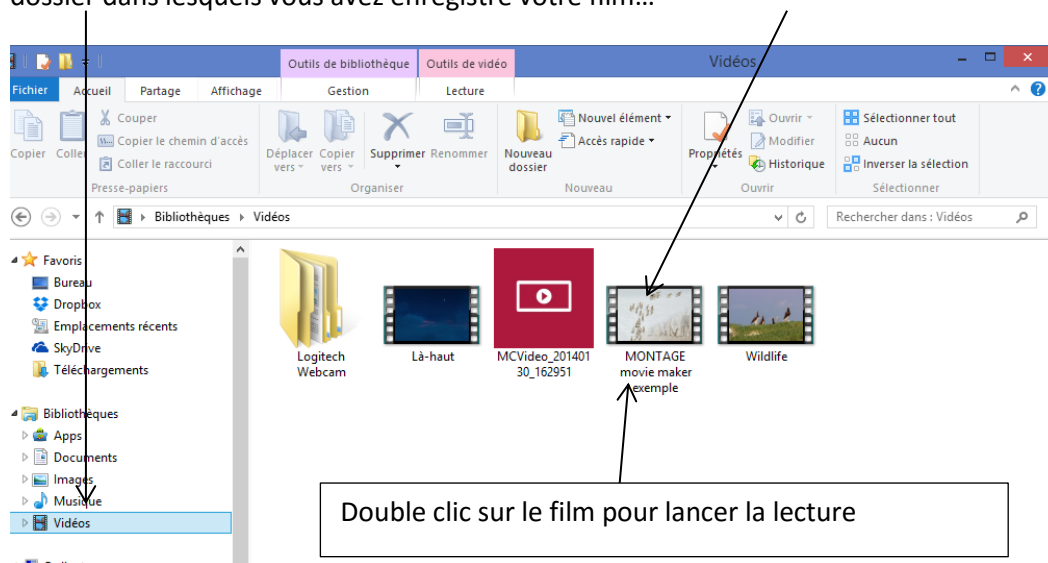 dossier dans lesquels vous avez enregistré votre film…
Outils de bibliothèque Outils de vidéo Vidéos
Fichier Accueil Partage Affichage Gestion Lecture
Copier Coller
Couper
Copier le chemin d'accès
Coller le raccourci
Presse-papiers
Déplacer vers
Copier vers
Supprimer
Renommer
Organiser
Nouveau dossier
Nouvel élément
Accès rapide
Nouveau
Propriétés
Ouvrir
Modifier
Historique
Ouvrir
Sélectionner tout
Aucun
Inverser la sélection
Sélectionner
Bibliothèques Vidéos
Rechercher dans : Vidéos
Favoris
Bureau
Dropbox
Emplacements récents
SkyDrive
Téléchargements
Bibliothèques
Apps
Documents
Images
Musique
Vidéos
Logitech
Webcam
Là-haut
MCVideo_201401
30_162951
MONTAGE
movie maker
exemple
Wildlife
Double clic sur le film pour lancer la lecture